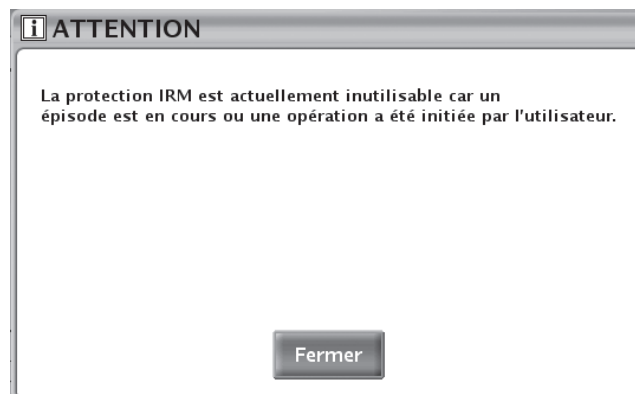 i ATTENTION
La protection IRM est actuellement inutilisable car un
épisode est en cours ou une opération a été initiée par l'utilisateur.
Fermer